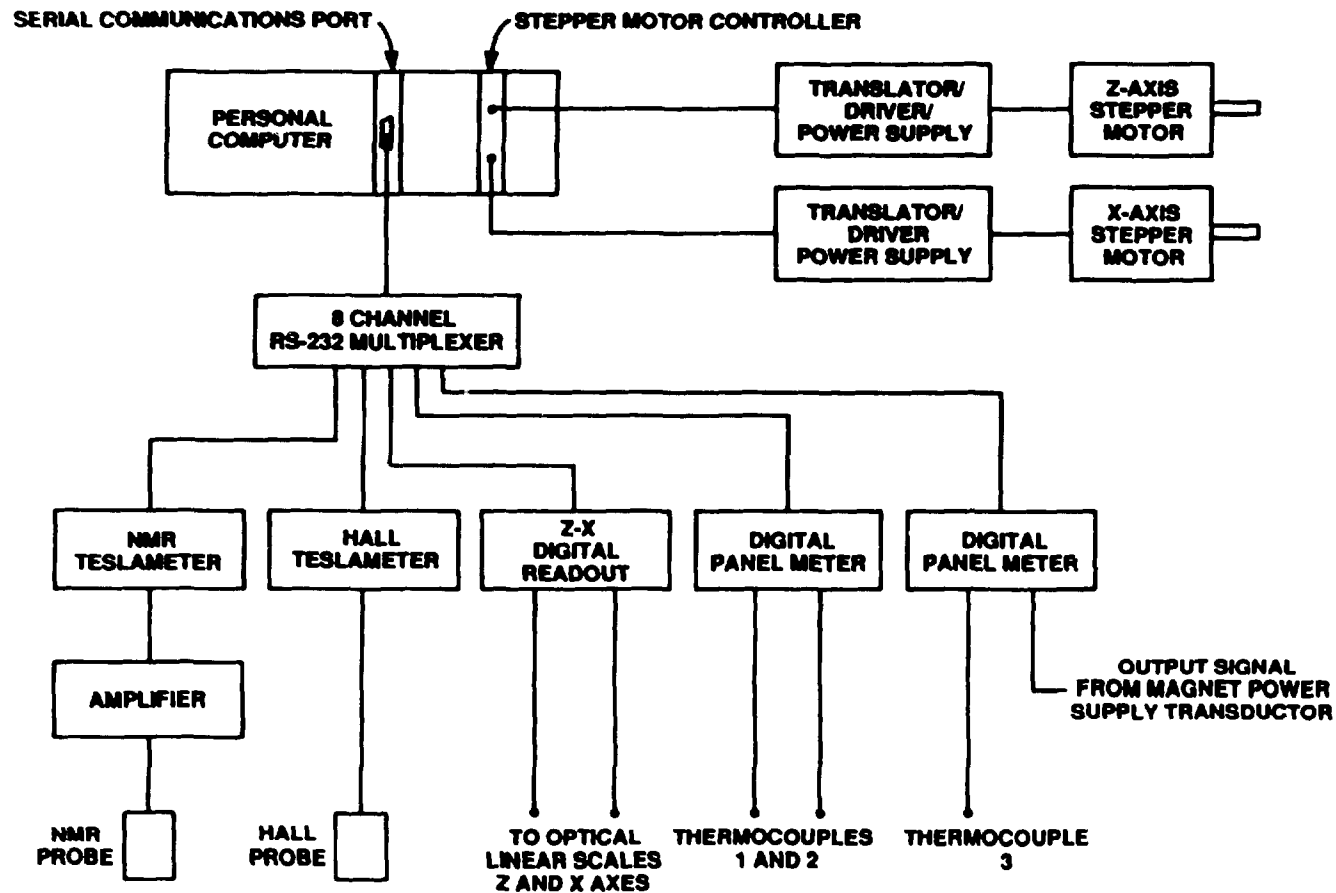 SERIAL COMMUNICATIONS PORT
STEPPER MOTOR CONTROLLER
PERSONAL
COMPUTER
TRANSLATOR/
DRIVER/
POWER SUPPLY
Z-AXIS
STEPPER
MOTOR
TRANSLATOR/
DRIVER
POWER SUPPLY
X-AXIS
STEPPER
MOTOR
8 CHANNEL
RS-232 MULTIPLEXER
NMR
TESLAMETER
HALL
TESLAMETER
Z-X
DIGITAL
READOUT
DIGITAL
PANEL METER
DIGITAL
PANEL METER
AMPLIFIER
OUTPUT SIGNAL
FROM MAGNET POWER
SUPPLY TRANSDUCTOR
NMR
PROBE
HALL
PROBE
TO OPTICAL
LINEAR SCALES
Z AND X AXES
THERMOCOUPLES
1 AND 2
THERMOCOUPLE
3